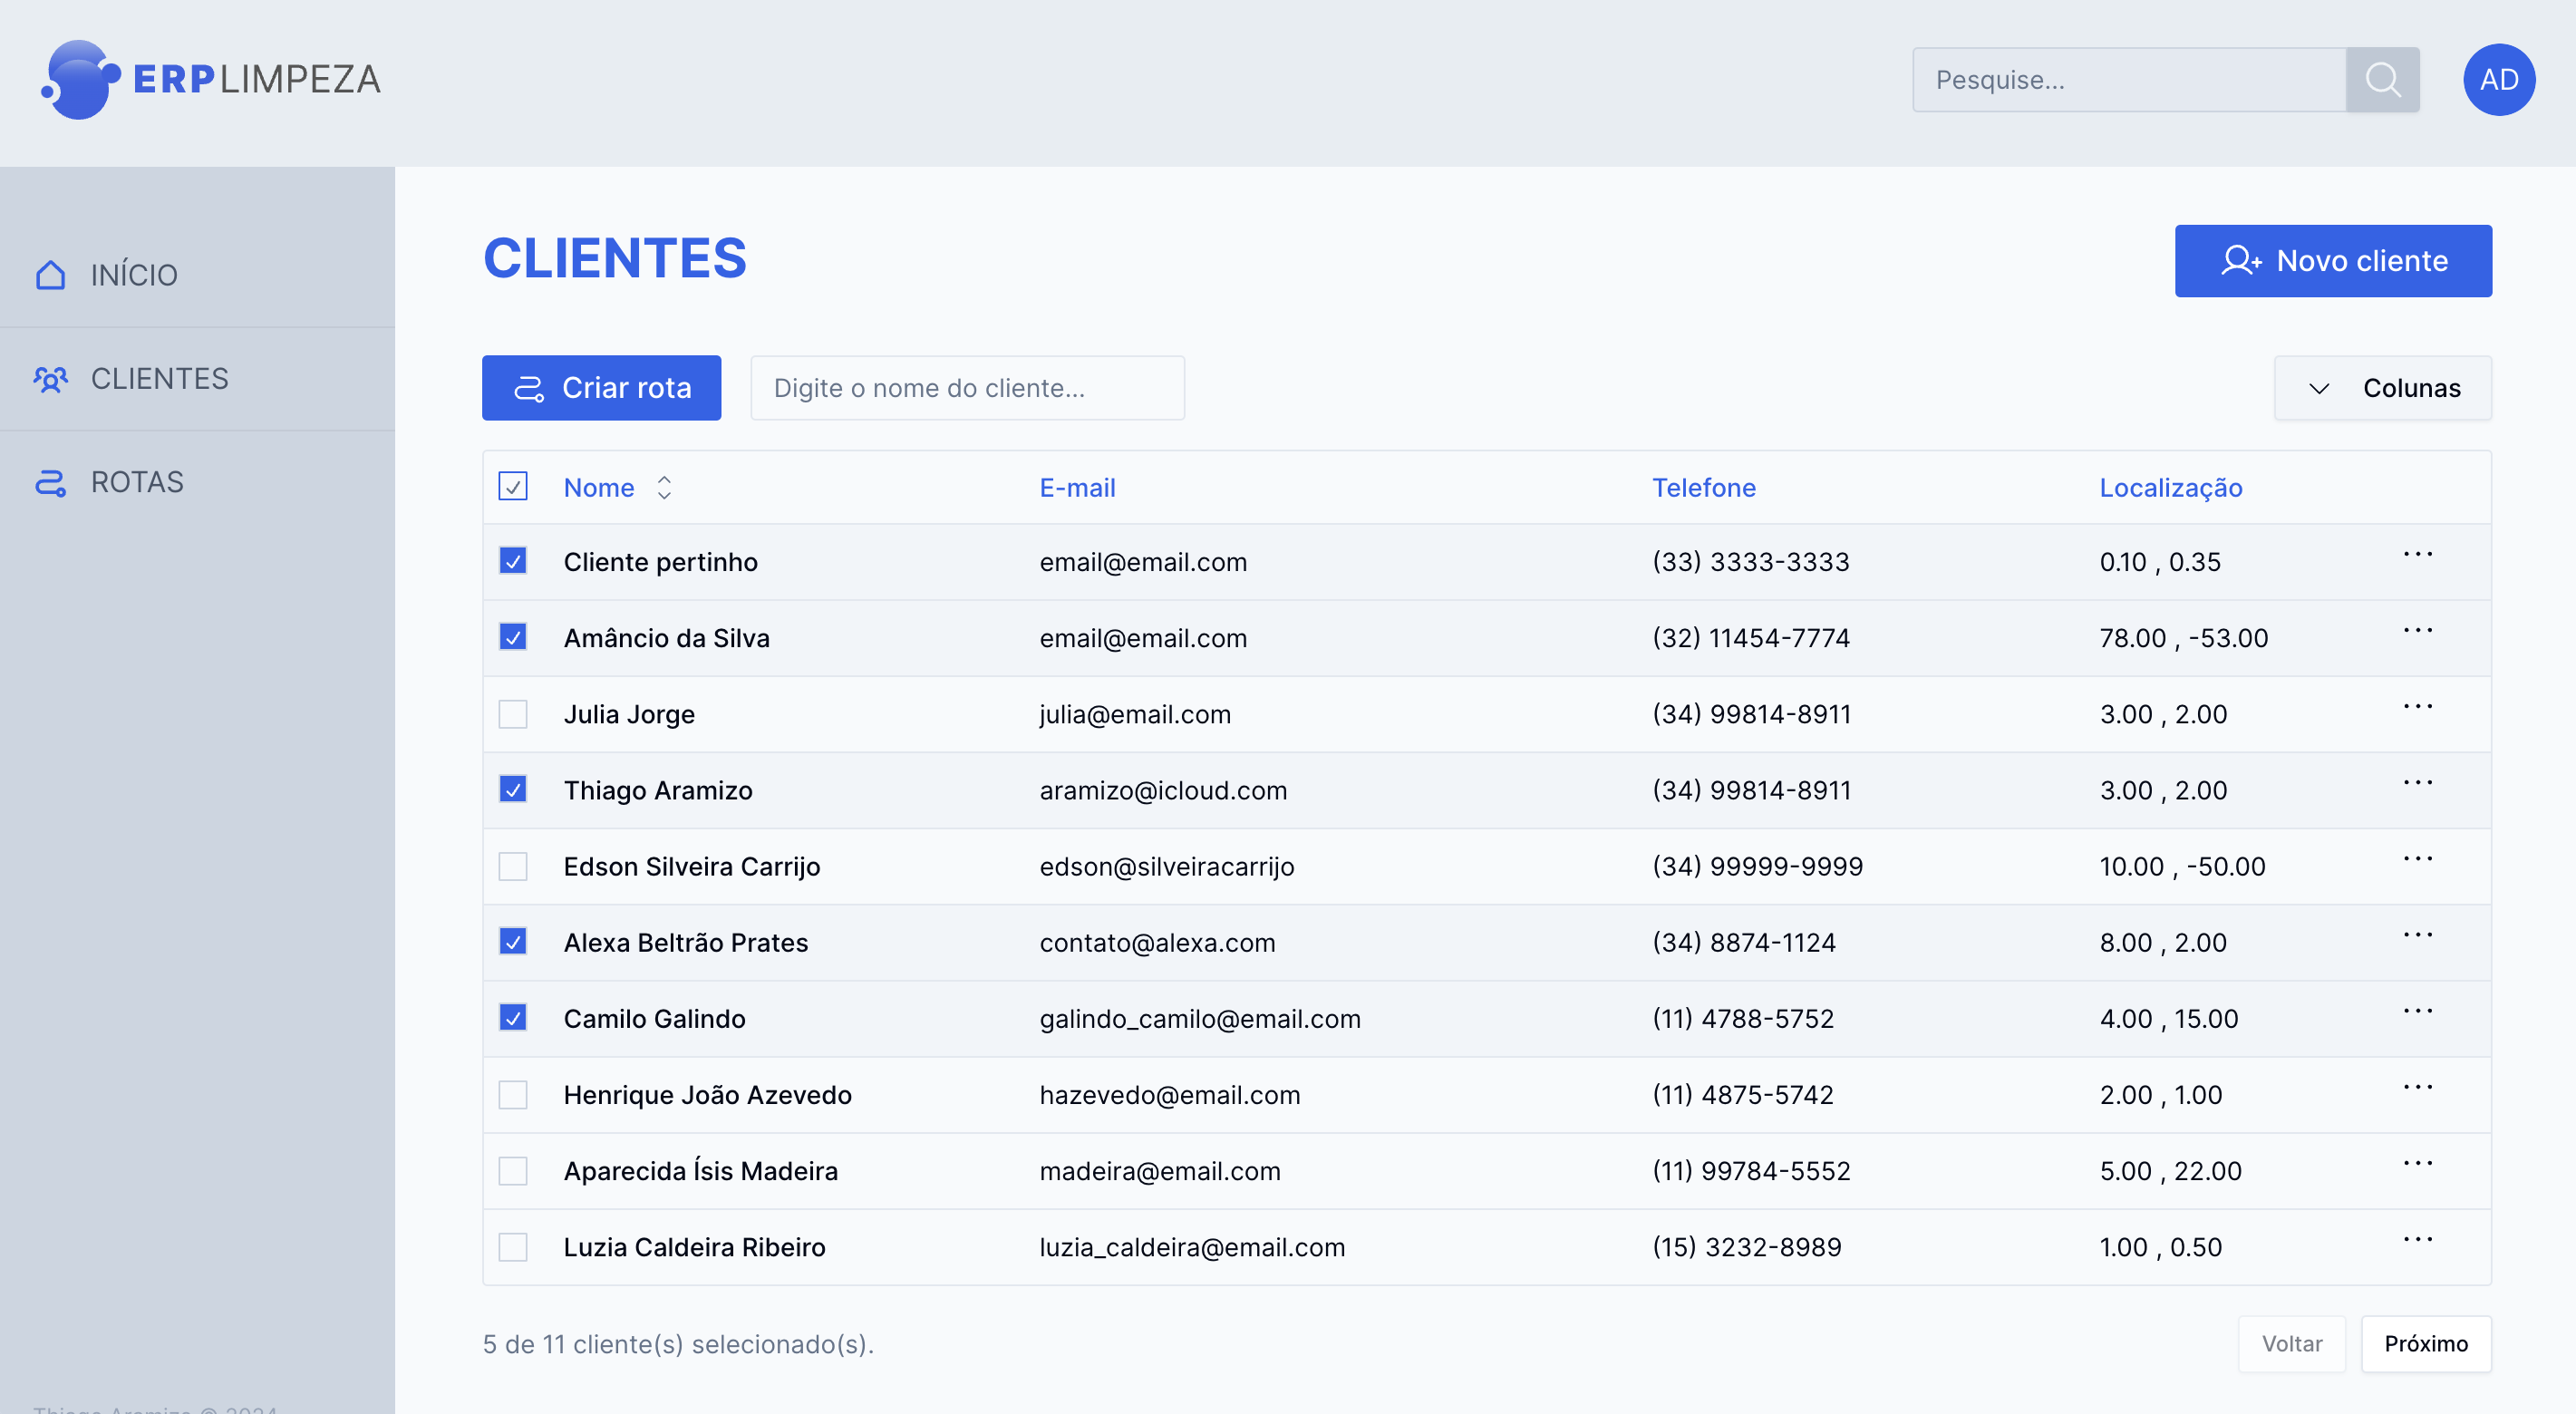 ERPLIMPEZA
Pesquise...
AD
INÍCIO
CLIENTES
ROTAS
CLIENTES
Novo cliente
Criar rota
Digite o nome do cliente...
Colunas
Nome E-mail Telefone Localização
Cliente pertinho email@email.com (33) 3333-3333 0.10 , 0.35 ...
Amâncio da Silva email@email.com (32) 11454-7774 78.00 , -53.00 ...
Julia Jorge julia@email.com (34) 99814-8911 3.00 , 2.00 ...
Thiago Aramizo aramizo@icloud.com (34) 99814-8911 3.00 , 2.00 ...
Edson Silveira Carrijo edson@silveiracarrijo (34) 99999-9999 10.00 , -50.00 ...
Alexa Beltrão Prates contato@alexa.com (34) 8874-1124 8.00 , 2.00 ...
Camilo Galindo galindo_camilo@email.com (11) 4788-5752 4.00 , 15.00 ...
Henrique João Azevedo hazevedo@email.com (11) 4875-5742 2.00 , 1.00 ...
Aparecida Ísis Madeira madeira@email.com (11) 99784-5552 5.00 , 22.00 ...
Luzia Caldeira Ribeiro luzia_caldeira@email.com (15) 3232-8989 1.00 , 0.50 ...
5 de 11 cliente(s) selecionado(s).
Voltar
Próximo
Thiago Aramizo © 2024